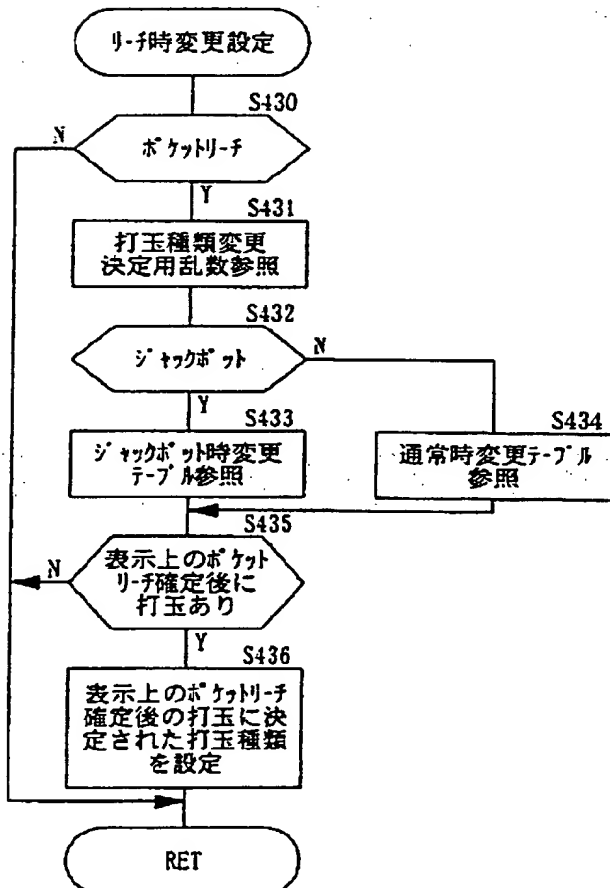 リーチ時変更設定
S430
N
ポケットリーチ
Y
S431
打玉種類変更
決定用乱数参照
S432
ジャックポット
N
Y
S433
ジャックポット時変更
テーブル参照
S434
通常時変更テーブル
参照
S435
表示上のポケット
リーチ確定後に
打玉あり
N
Y
S436
表示上のポケットリーチ
確定後の打玉に決
定された打玉種類
を設定
RET